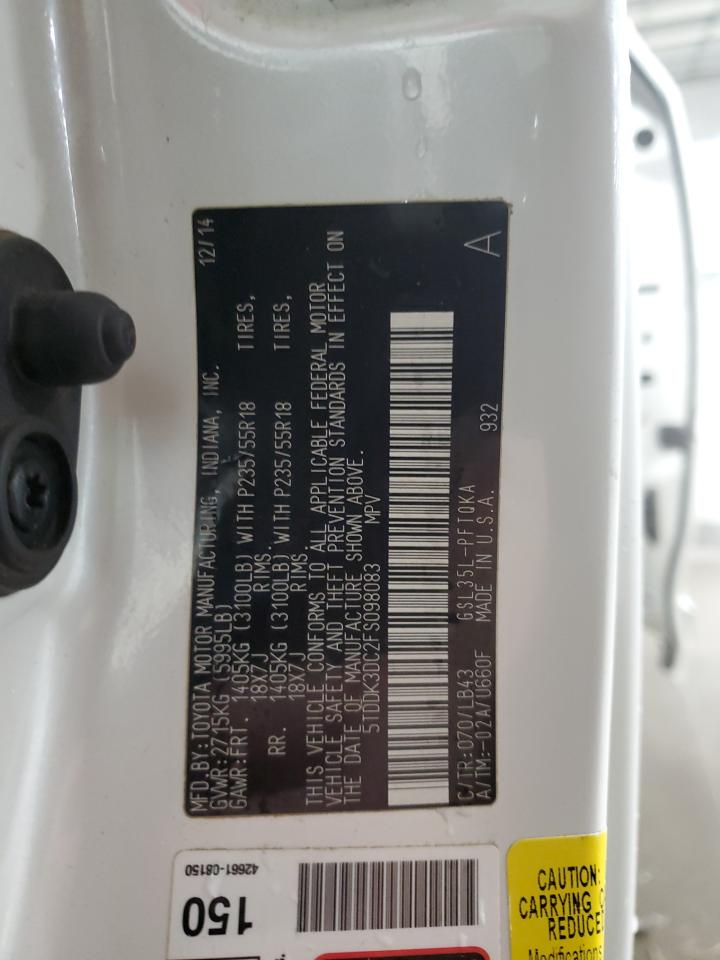 MFD.BY:TOYOTA MOTOR MANUFACTURING, INDIANA, INC. 12/14
GVWR:2715KG (5995LB)
GAWR:FRT. 1405KG (3100LB) WITH P235/55R18 TIRES,
18X7J RIMS.
RR. 1405KG (3100LB) WITH P235/55R18 TIRES,
18X7J RIMS.
THIS VEHICLE CONFORMS TO ALL APPLICABLE FEDERAL MOTOR
VEHICLE SAFETY AND THEFT PREVENTION STANDARDS IN EFFECT ON
THE DATE OF MANUFACTURE SHOWN ABOVE.
5TDDK3DC2FS098083 MPV
C/TR:070/LB43 GSL35L-PFTQKA
A/TM:-02A/U660F MADE IN U.S.A. 932
A
42661-08150
150
CAUTION:
CARRYING
REDUCED
Modifications